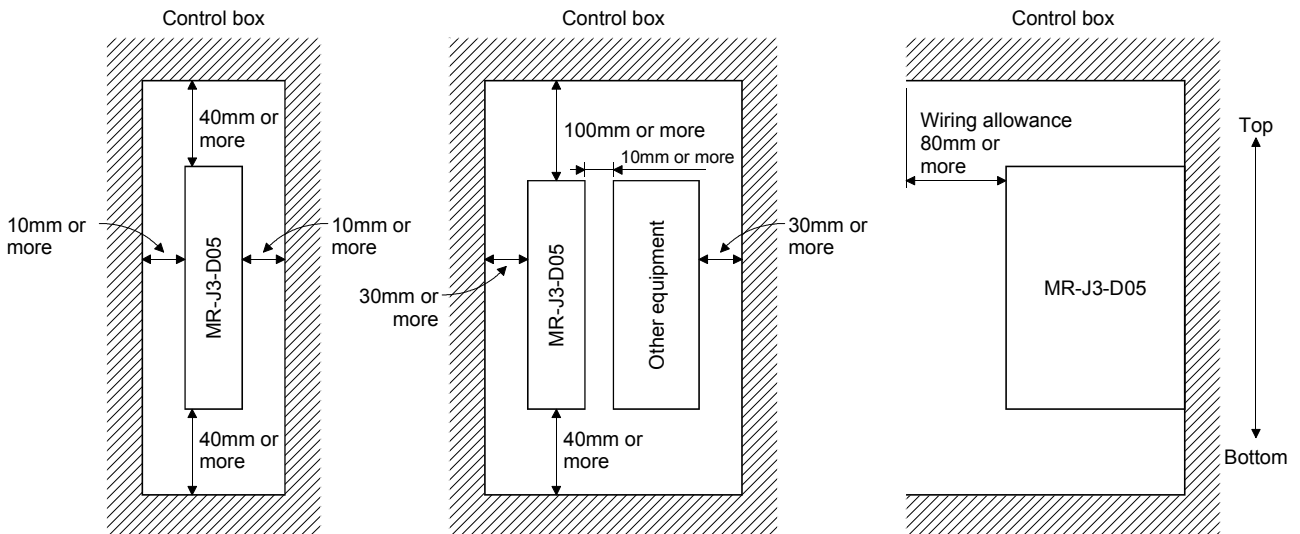 Control box
40mm or
more
10mm or
more
10mm or
more
MR-J3-D05
40mm or
more
Control box
100mm or more
10mm or more
30mm or
more
30mm or
more
MR-J3-D05
Other equipment
40mm or
more
Control box
Wiring allowance
80mm or
more
MR-J3-D05
Top
Bottom